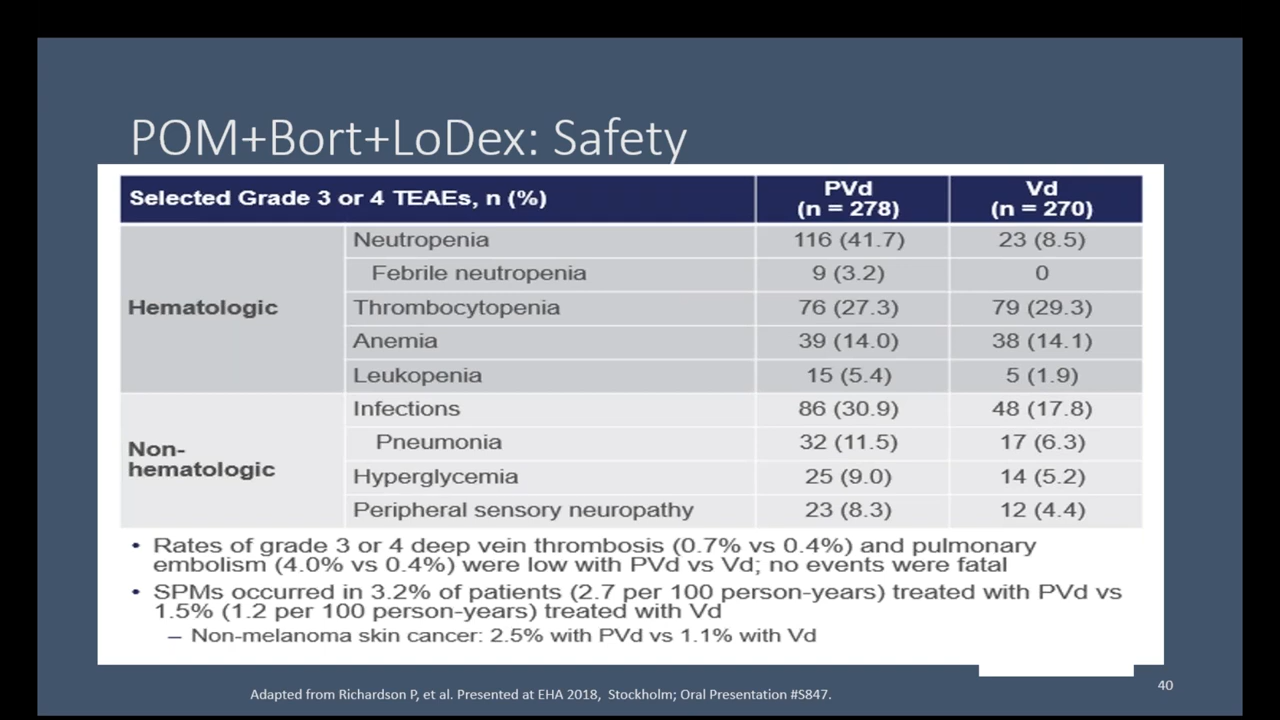 POM+Bort+LoDex: Safety
Selected Grade 3 or 4 TEAEs, n (%) PVd (n = 278) Vd (n = 270)
Hematologic
Neutropenia 116 (41.7) 23 (8.5)
Febrile neutropenia 9 (3.2) 0
Thrombocytopenia 76 (27.3) 79 (29.3)
Anemia 39 (14.0) 38 (14.1)
Leukopenia 15 (5.4) 5 (1.9)
Non-
hematologic
Infections 86 (30.9) 48 (17.8)
Pneumonia 32 (11.5) 17 (6.3)
Hyperglycemia 25 (9.0) 14 (5.2)
Peripheral sensory neuropathy 23 (8.3) 12 (4.4)
• Rates of grade 3 or 4 deep vein thrombosis (0.7% vs 0.4%) and pulmonary
embolism (4.0% vs 0.4%) were low with PVd vs Vd; no events were fatal
• SPMs occurred in 3.2% of patients (2.7 per 100 person-years) treated with PVd vs
1.5% (1.2 per 100 person-years) treated with Vd
– Non-melanoma skin cancer: 2.5% with PVd vs 1.1% with Vd
Adapted from Richardson P, et al. Presented at EHA 2018, Stockholm; Oral Presentation #S847.
40